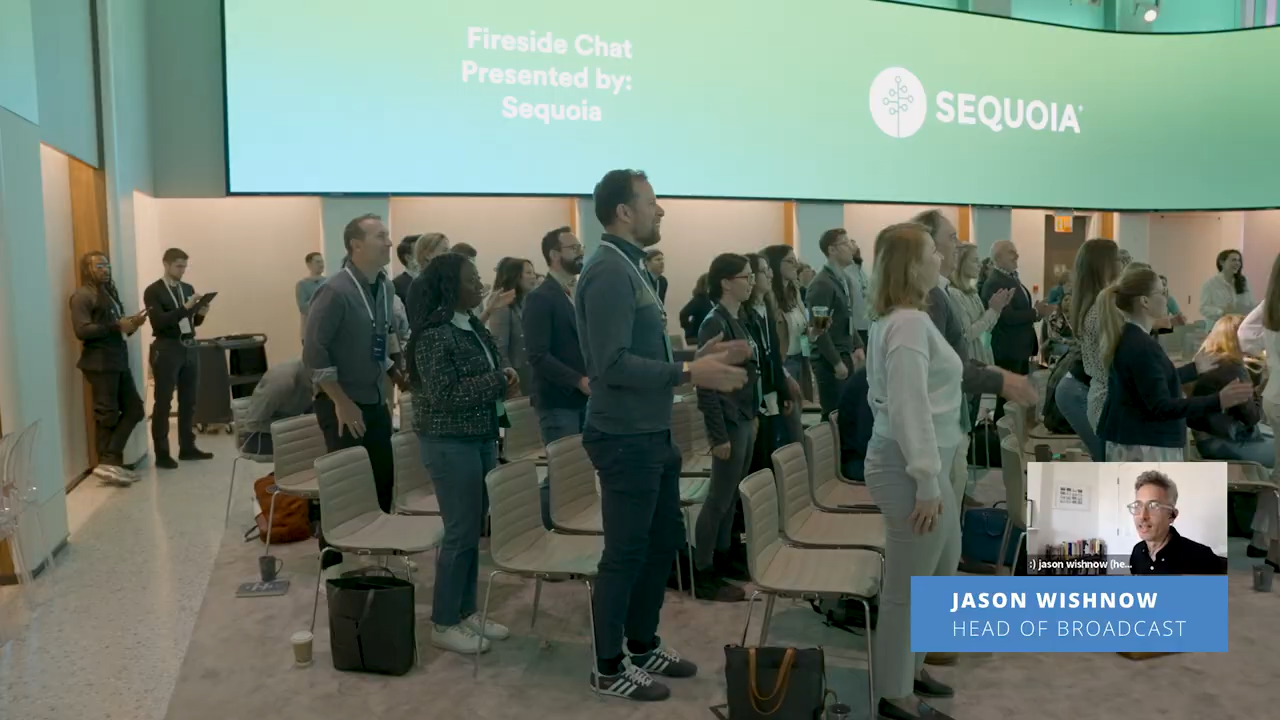 Fireside Chat
Presented by:
Sequoia
SEQUOIA
:) jason wishnow (he...
JASON WISHNOW
HEAD OF BROADCAST